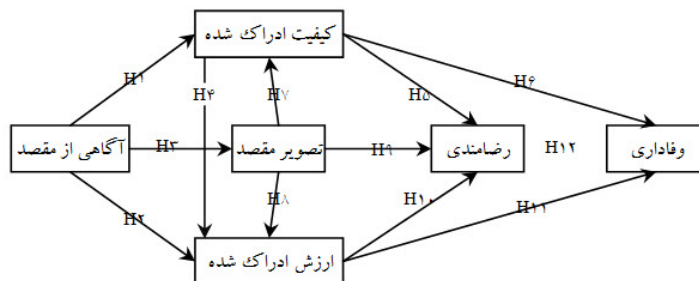 کیفیت ادراک شده
H۱
H۴
H۷
H۵
H۶
آگاهی از مقصد
H۳
تصویر مقصد
H۹
رضامندی
H۱۲
وفاداری
H۲
H۸
H۱۰
H۱۱
ارزش ادراک شده